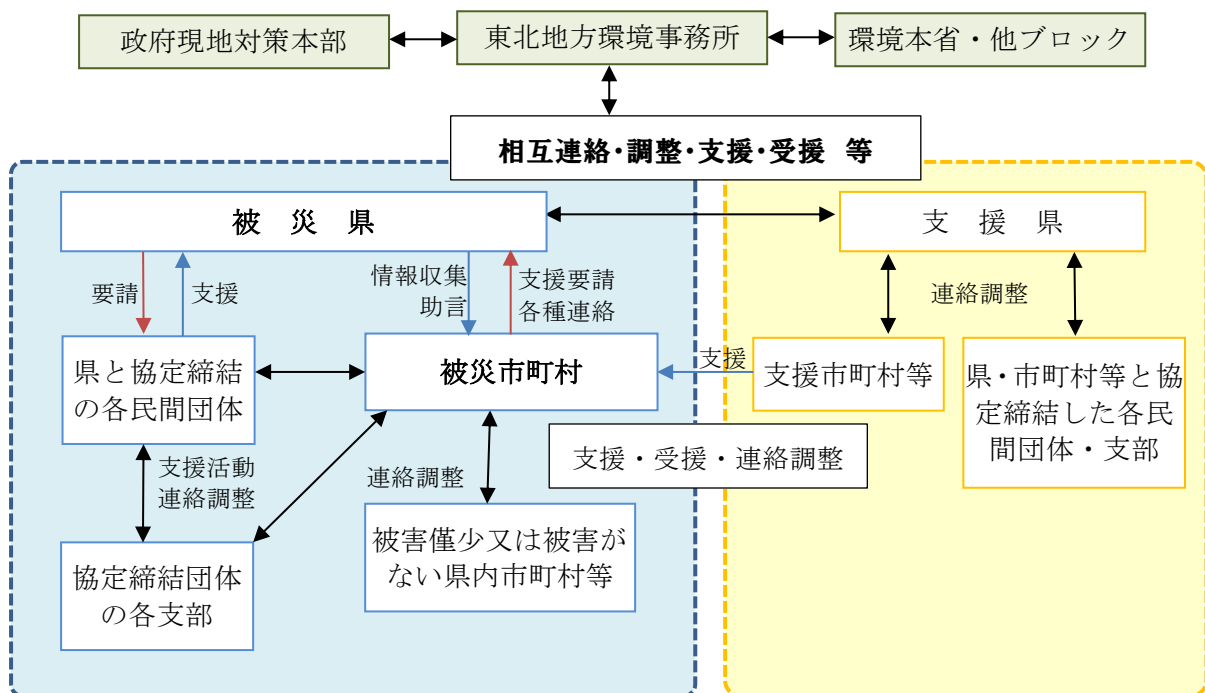 政府現地対策本部
東北地方環境事務所
環境本省・他ブロック
相互連絡・調整・支援・受援 等
被 災 県
支 援 県
要請
支援
情報収集
助言
支援要請
各種連絡
連絡調整
県と協定締結
の各民間団体
被災市町村
支援
支援市町村等
県・市町村等と協
定締結した各民
間団体・支部
支援活動
連絡調整
連絡調整
支援・受援・連絡調整
協定締結団体
の各支部
被害僅少又は被害が
ない県内市町村等